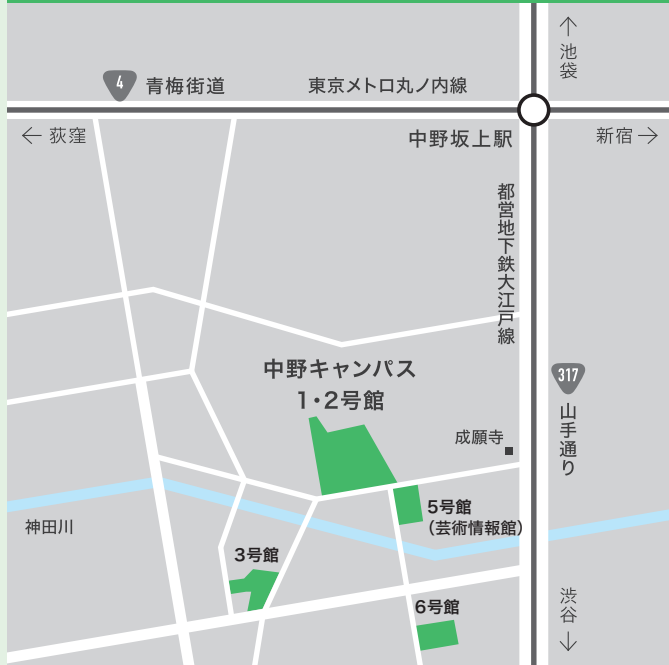 池袋
4
青梅街道
東京メトロ丸ノ内線
荻窪
中野坂上駅
新宿
都営地下鉄大江戸線
中野キャンパス
1・2号館
317
山手通り
成願寺
5号館
(芸術情報館)
神田川
3号館
6号館
渋谷